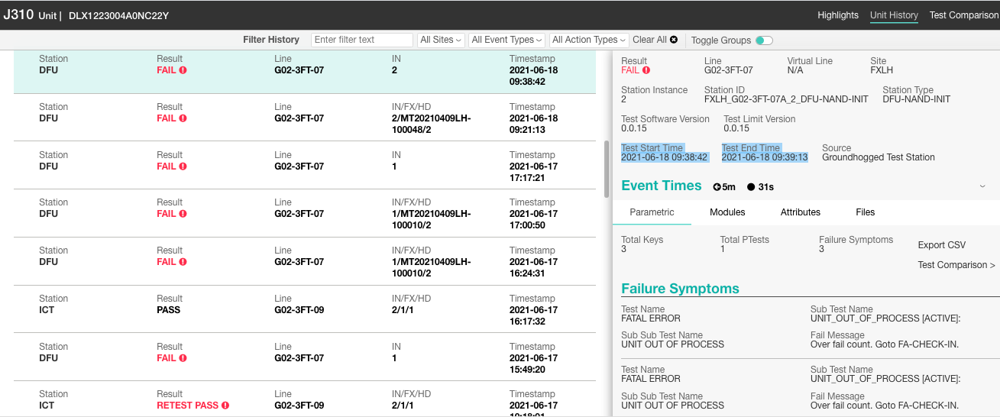 J310 Unit | DLX1223004A0NC22Y
Highlights Unit History Test Comparison
Filter History Enter filter text All Sites All Event Types All Action Types Clear All Toggle Groups
Station Result Line IN Timestamp
DFU FAIL G02-3FT-07 2 2021-06-18
09:38:42
Station Result Line IN/FX/HD Timestamp
DFU FAIL G02-3FT-07 2/MT20210409LH- 2021-06-18
100048/2 09:21:13
Station Result Line IN Timestamp
DFU FAIL G02-3FT-07 1 2021-06-17
17:17:21
Station Result Line IN/FX/HD Timestamp
DFU FAIL G02-3FT-07 1/MT20210409LH- 2021-06-17
100010/2 17:00:50
Station Result Line IN/FX/HD Timestamp
DFU FAIL G02-3FT-07 1/MT20210409LH- 2021-06-17
100010/2 16:24:31
Station Result Line IN/FX/HD Timestamp
ICT PASS G02-3FT-09 2/1/1 2021-06-17
16:17:32
Station Result Line IN Timestamp
DFU FAIL G02-3FT-07 1 2021-06-17
15:49:20
Station Result Line IN/FX/HD Timestamp
ICT RETEST PASS G02-3FT-09 2/1/1 2021-06-17
Result Line Virtual Line Site
FAIL G02-3FT-07 N/A FXLH
Station Instance Station ID Station Type
2 FXLH_G02-3FT-07A_2_DFU-NAND-INIT DFU-NAND-INIT
Test Software Version Test Limit Version
0.0.15 0.0.15
Test Start Time Test End Time Source
2021-06-18 09:38:42 2021-06-18 09:39:13 Groundhogged Test Station
Event Times 5m 31s
Parametric Modules Attributes Files
Total Keys Total PTests Failure Symptoms
3 1 3
Export CSV
Test Comparison >
Failure Symptoms
Test Name Sub Test Name
FATAL ERROR UNIT_OUT_OF_PROCESS [ACTIVE]:
Sub Sub Test Name Fail Message
UNIT OUT OF PROCESS Over fail count. Goto FA-CHECK-IN.
Test Name Sub Test Name
FATAL ERROR UNIT_OUT_OF_PROCESS [ACTIVE]:
Sub Sub Test Name Fail Message
UNIT OUT OF PROCESS Over fail count. Goto FA-CHECK-IN.